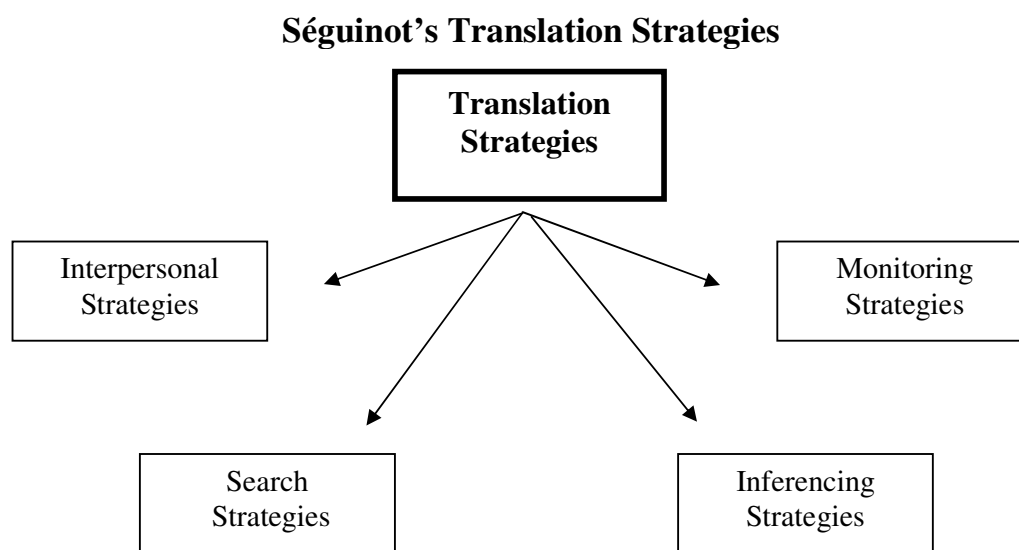 Séguinot’s Translation Strategies
Translation
Strategies
Interpersonal
Strategies
Monitoring
Strategies
Search
Strategies
Inferencing
Strategies